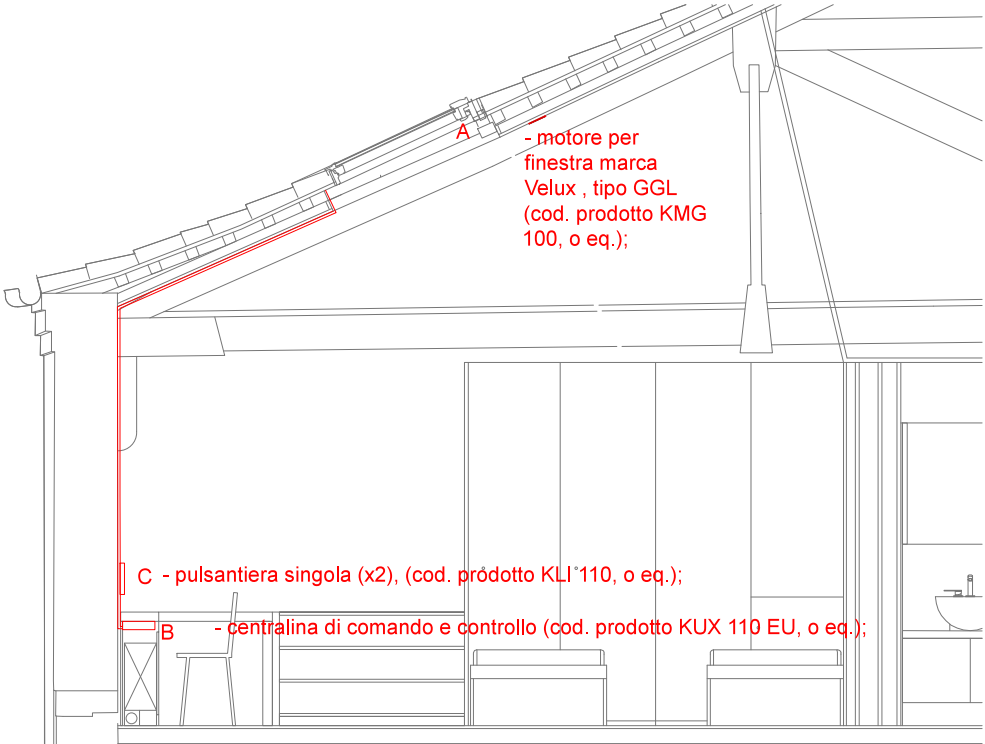 A
- motore per
finestra marca
Velux , tipo GGL
(cod. prodotto KMG
100, o eq.);
C - pulsantiera singola (x2), (cod. prodotto KLI 110, o eq.);
B - centralina di comando e controllo (cod. prodotto KUX 110 EU, o eq.);